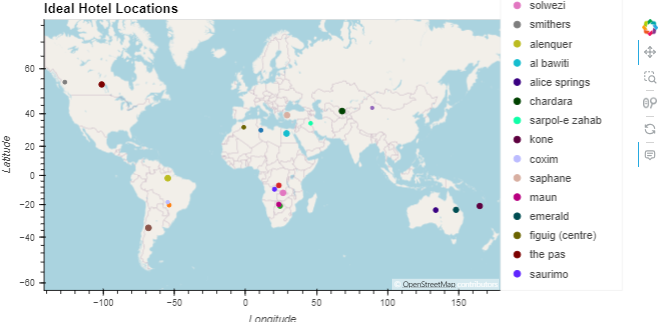 Ideal Hotel Locations
solwezi
smithers
alenquer
al bawiti
alice springs
chardara
sarpol-e zahab
kone
coxim
saphane
maun
emerald
figuig (centre)
the pas
saurimo
Latitude
60
40
20
0
−20
−40
−60
© OpenStreetMap contributors
−100
−50
0
50
100
150
Longitude